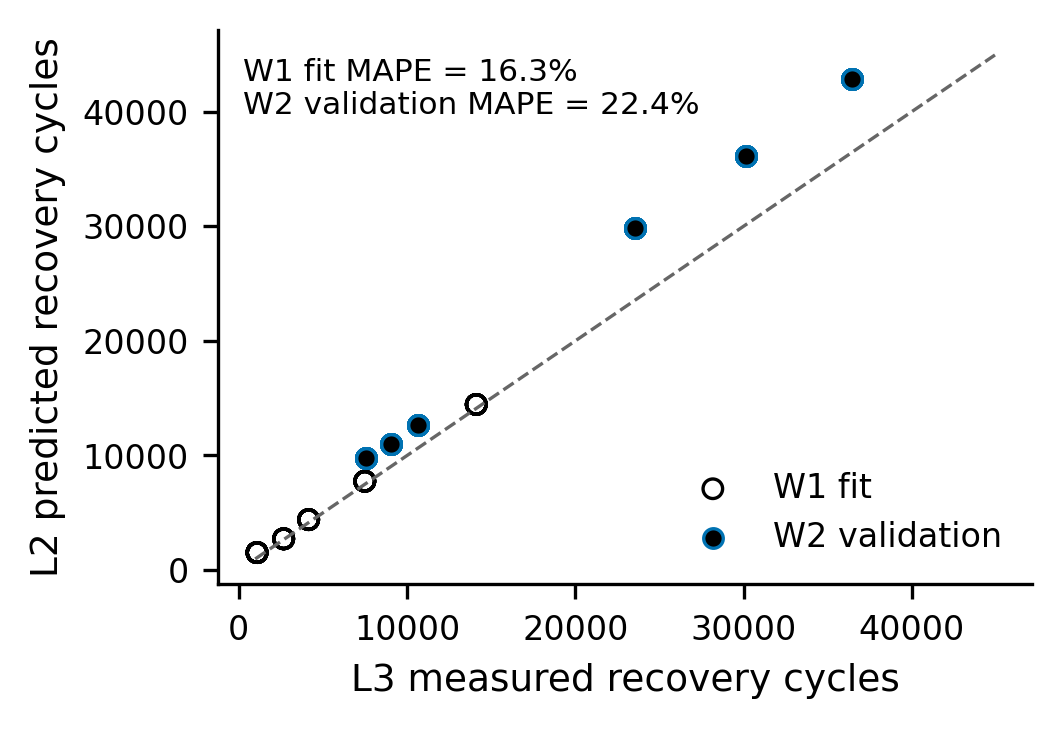 W1 fit MAPE = 16.3%
W2 validation MAPE = 22.4%
L2 predicted recovery cycles
40000
30000
20000
10000
0
W1 fit
W2 validation
0 10000 20000 30000 40000
L3 measured recovery cycles